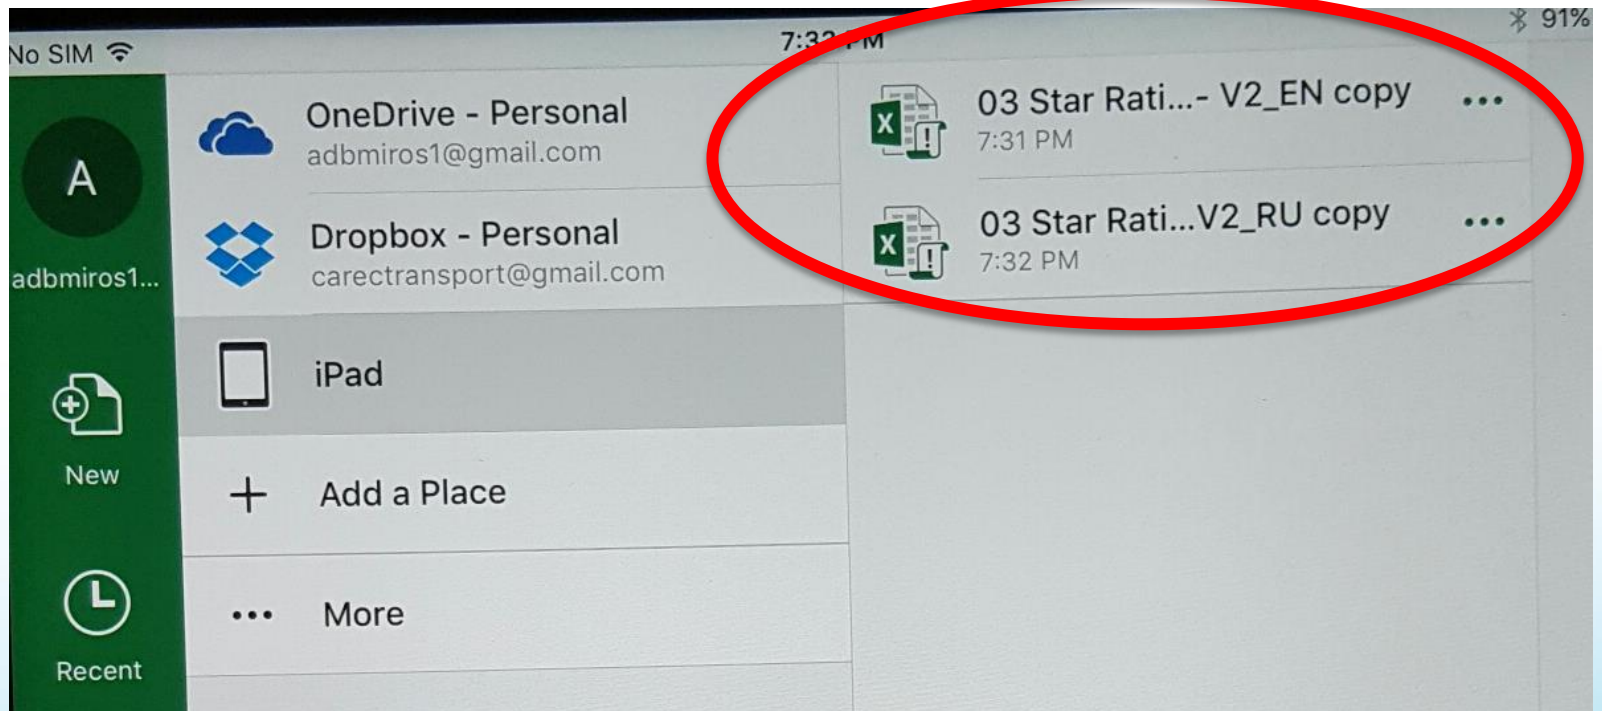 No SIM
7:32 PM
91%
A
adbmiros1...
New
Recent
OneDrive - Personal
adbmiros1@gmail.com
Dropbox - Personal
carectransport@gmail.com
iPad
+ Add a Place
••• More
03 Star Rati...- V2_EN copy •••
7:31 PM
03 Star Rati...V2_RU copy •••
7:32 PM